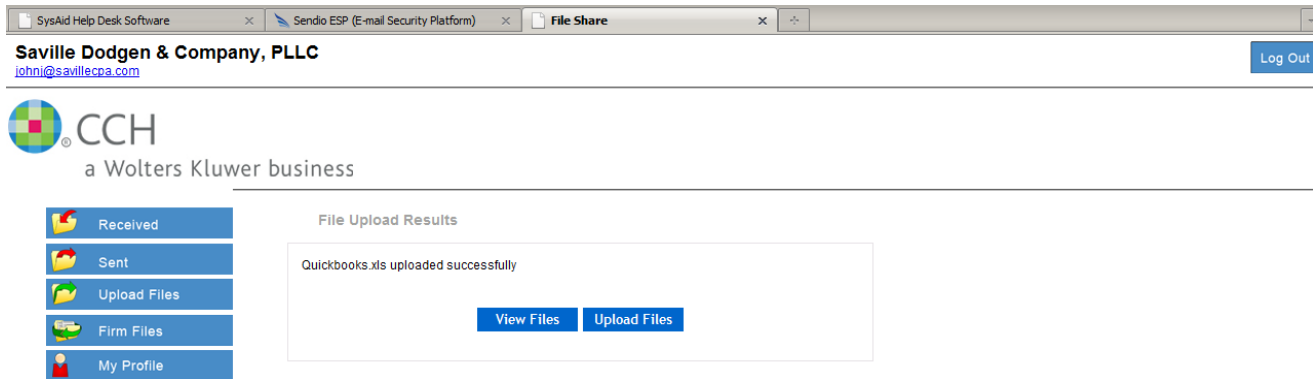 SysAid Help Desk Software
Sendio ESP (E-mail Security Platform)
File Share
Saville Dodgen & Company, PLLC
johnj@savillecpa.com
Log Out
CCH
a Wolters Kluwer business
Received
Sent
Upload Files
Firm Files
My Profile
File Upload Results
Quickbooks.xls uploaded successfully
View Files Upload Files